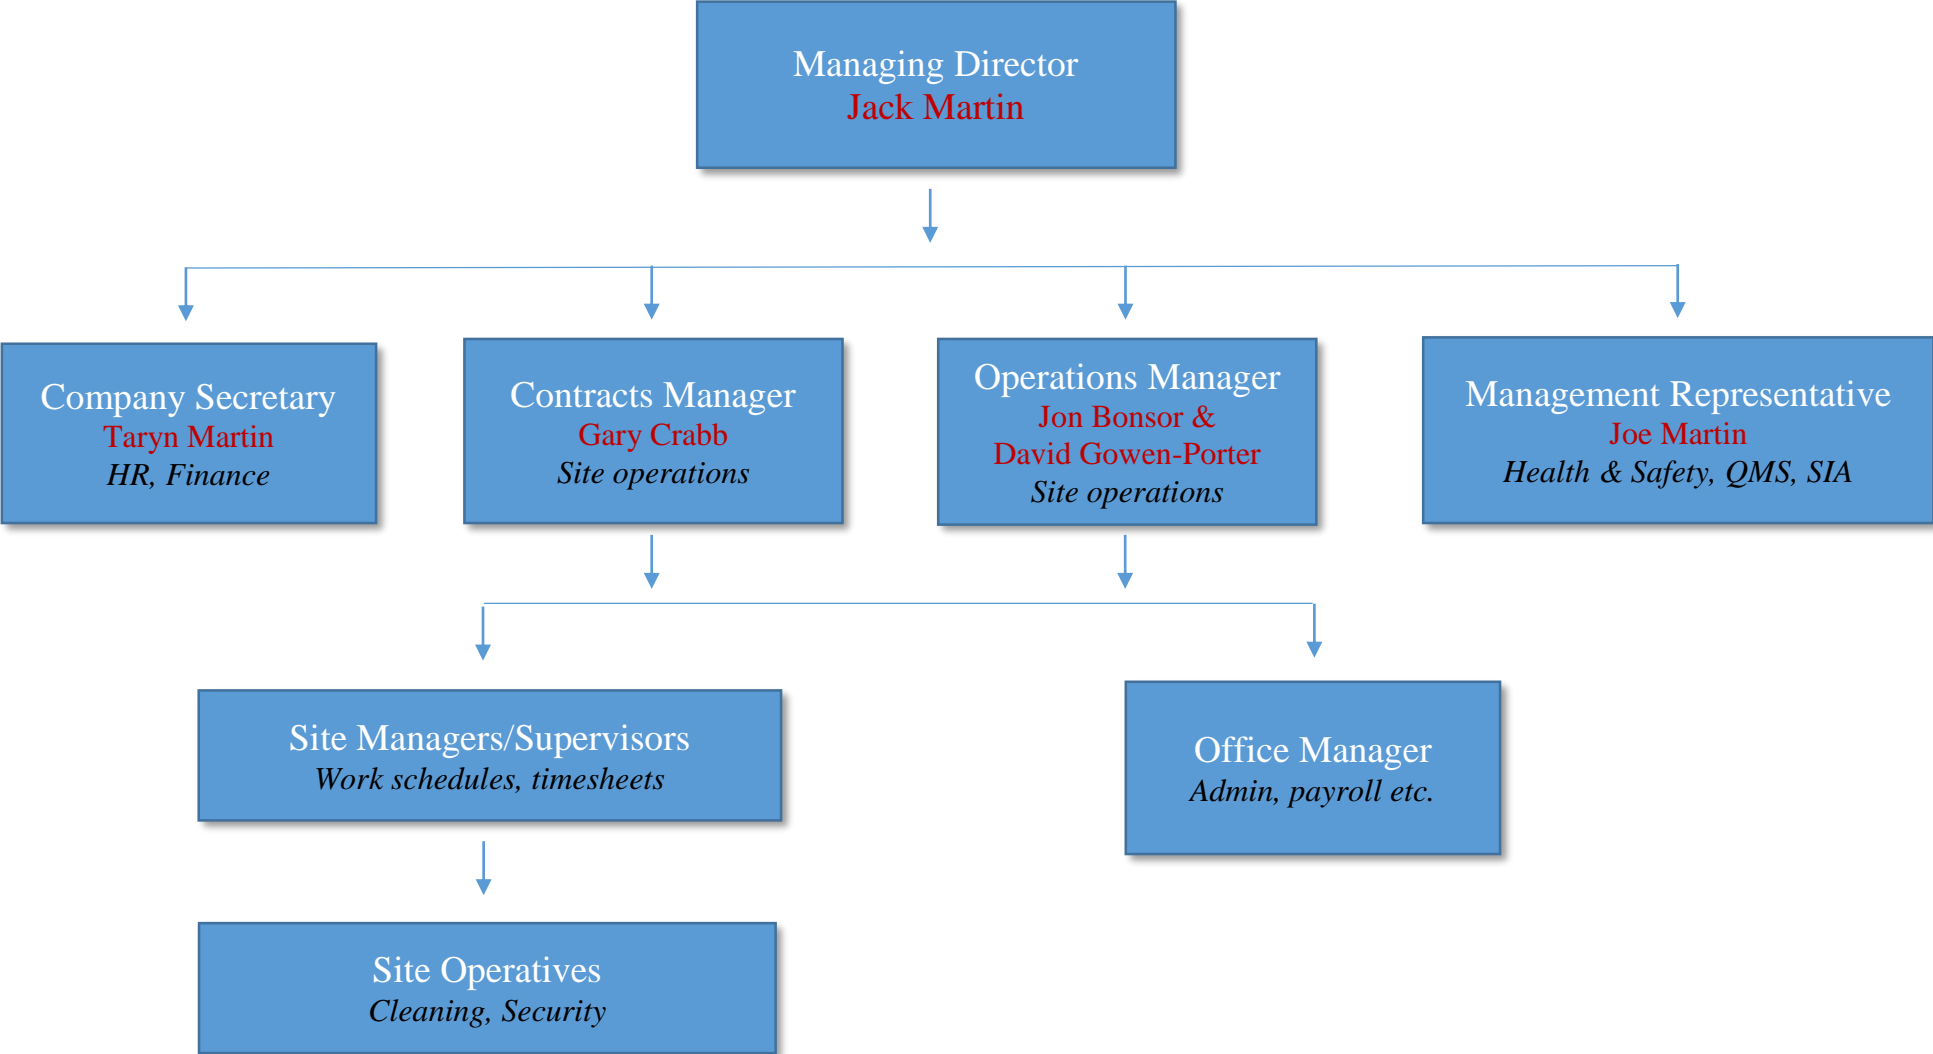 Managing Director
Jack Martin
Company Secretary
Taryn Martin
HR, Finance
Contracts Manager
Gary Crabb
Site operations
Operations Manager
Jon Bonsor &
David Gowen-Porter
Site operations
Management Representative
Joe Martin
Health & Safety, QMS, SIA
Site Managers/Supervisors
Work schedules, timesheets
Office Manager
Admin, payroll etc.
Site Operatives
Cleaning, Security